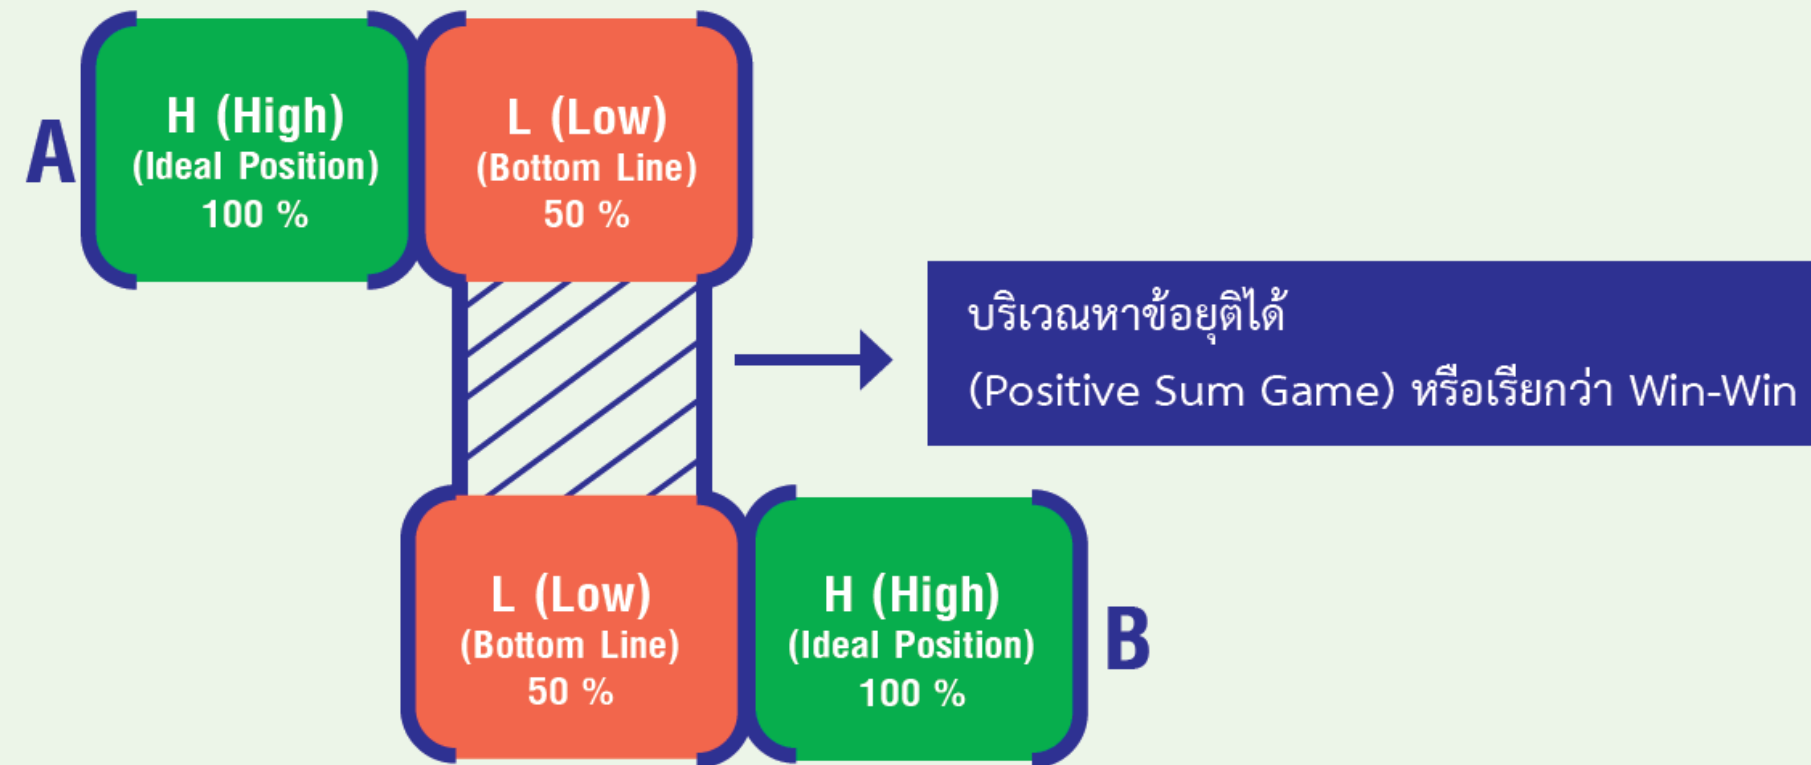 A
H (High)
(Ideal Position)
100 %
L (Low)
(Bottom Line)
50 %
บริเวณหาข้อยุติได้
(Positive Sum Game) หรือเรียกว่า Win-Win
L (Low)
(Bottom Line)
50 %
H (High)
(Ideal Position)
100 %
B